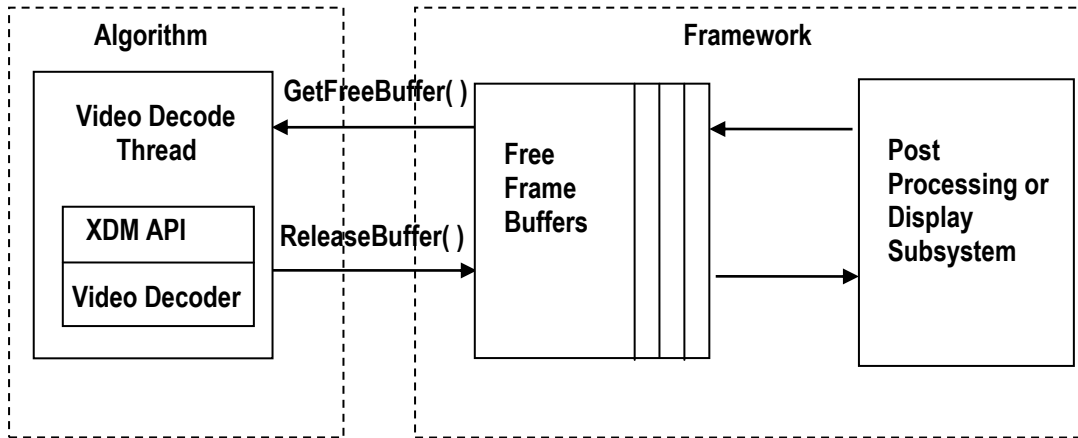 Algorithm
Framework
Video Decode
Thread
XDM API
Video Decoder
GetFreeBuffer( )
ReleaseBuffer( )
Free
Frame
Buffers
Post
Processing or
Display
Subsystem